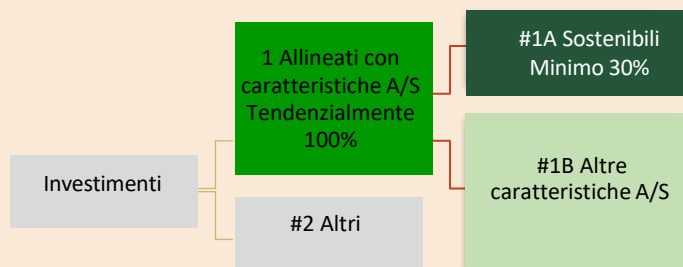 Investimenti
1 Allineati con
caratteristiche A/S
Tendenzialmente
100%
#2 Altri
#1A Sostenibili
Minimo 30%
#1B Altre
caratteristiche A/S